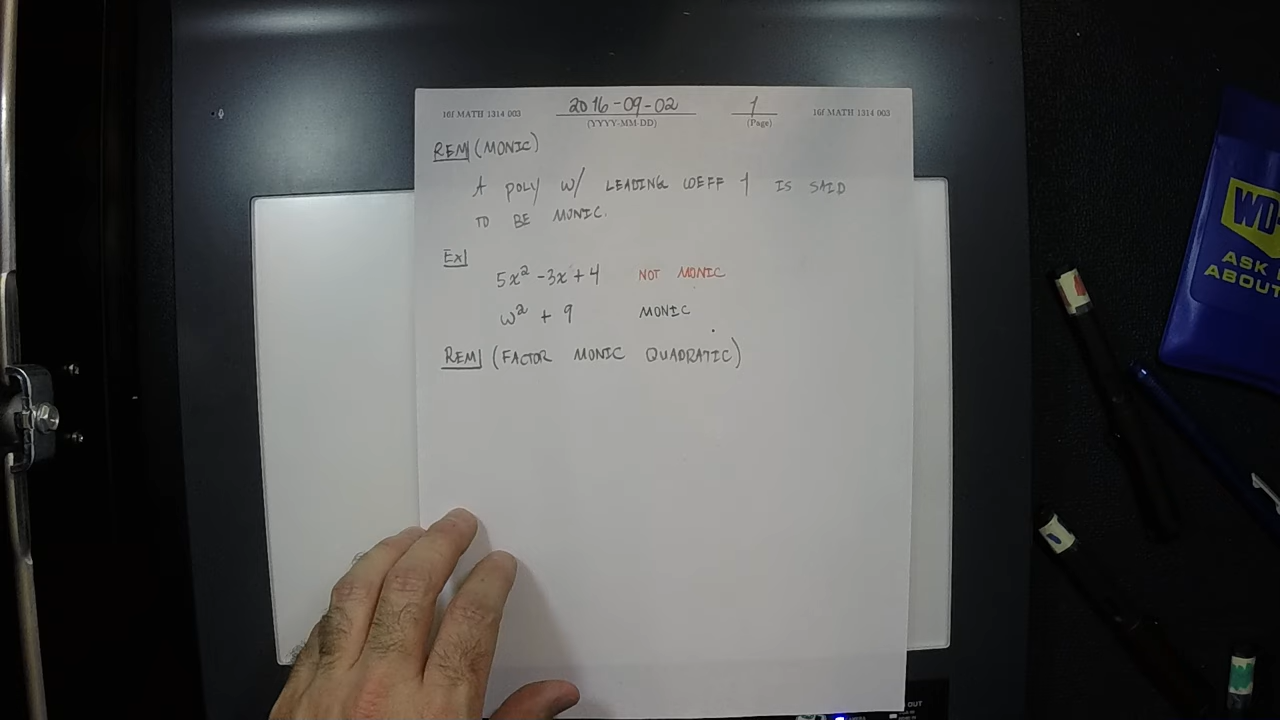 16f MATH 1314 003 2016-09-02 1 16f MATH 1314 003
(YYYY-MM-DD) (Page)
REM (MONIC)
A POLY W/ LEADING COEFF 1 IS SAID
TO BE MONIC.
EX
5x² -3x + 4 NOT MONIC
w² + 9 MONIC
REM (FACTOR MONIC QUADRATIC)
WD-
ASK
ABOUT
OUT